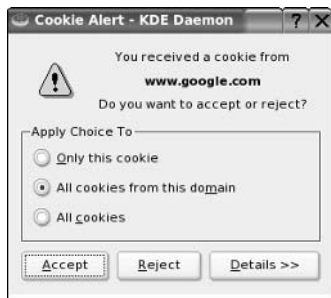 Cookie Alert - KDE Daemon
You received a cookie from
www.google.com
Do you want to accept or reject?
Apply Choice To
Only this cookie
All cookies from this domain
All cookies
Accept Reject Details >>